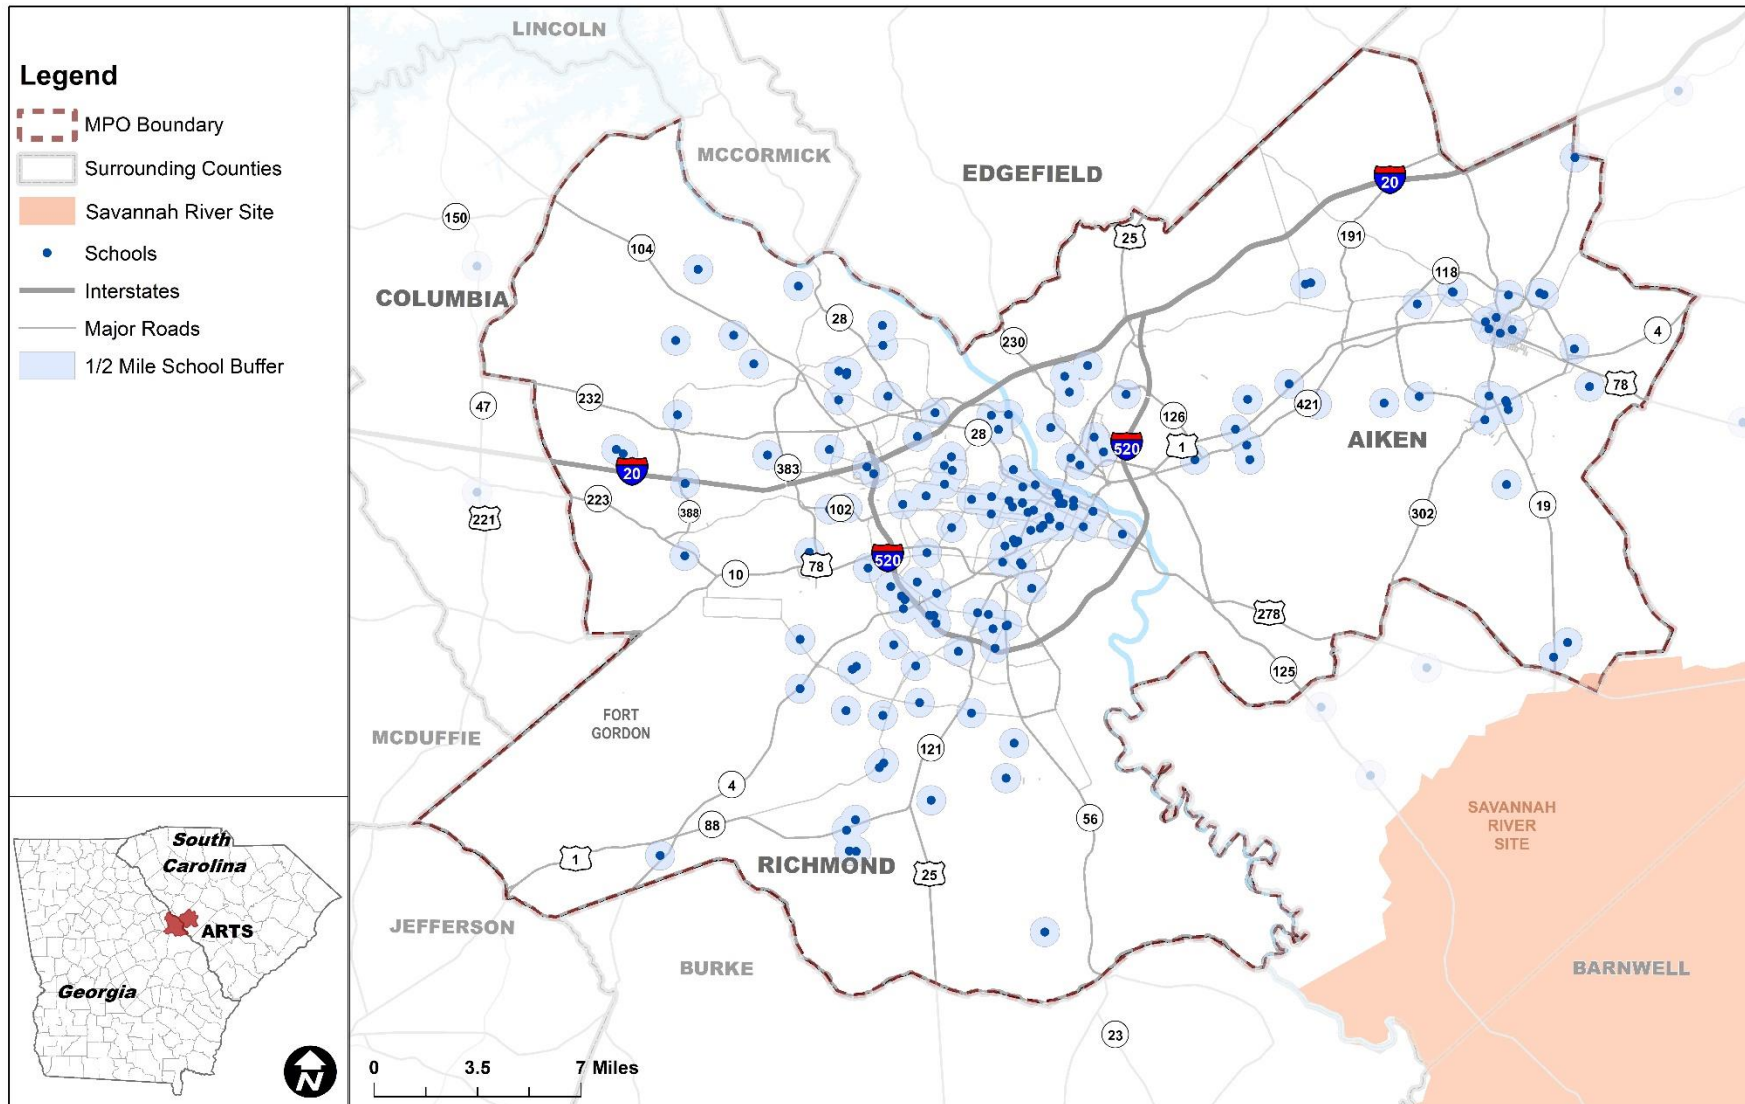 Legend
MPO Boundary
Surrounding Counties
Savannah River Site
Schools
Interstates
Major Roads
1/2 Mile School Buffer
South
Carolina
ARTS
Georgia
N
LINCOLN
MCCORMICK
EDGEFIELD
20
25
150
104
191
118
COLUMBIA
28
230
4
78
47
232
126
421
28
1
AIKEN
520
20
383
223
388
102
221
302
19
520
78
10
278
125
FORT
GORDON
MCDUFFIE
121
4
88
56
SAVANNAH
RIVER
SITE
1
RICHMOND
25
JEFFERSON
BURKE
BARNWELL
23
0 3.5 7 Miles